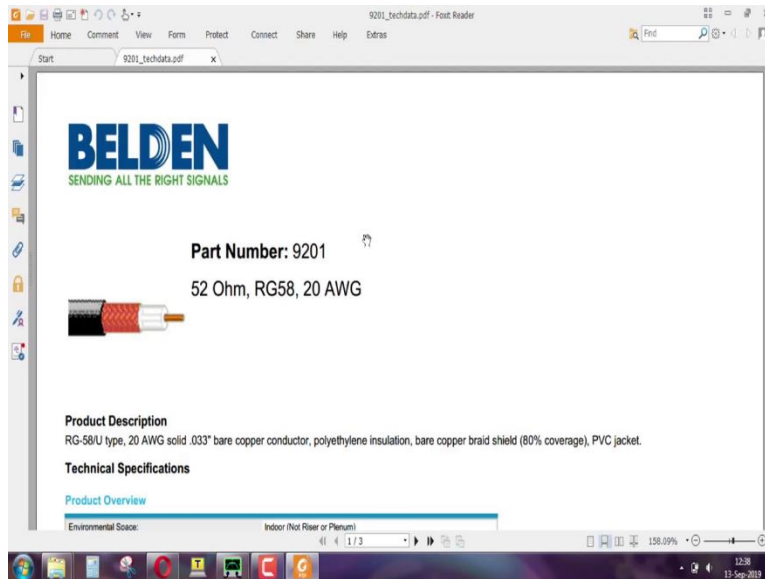 9201_techdata.pdf - Foxit Reader
File Home Comment View Form Protect Connect Share Help Extras
Find
Start 9201_techdata.pdf x
BELDEN
SENDING ALL THE RIGHT SIGNALS
Part Number: 9201
52 Ohm, RG58, 20 AWG
Product Description
RG-58/U type, 20 AWG solid .033" bare copper conductor, polyethylene insulation, bare copper braid shield (80% coverage), PVC jacket.
Technical Specifications
Product Overview
Environmental Space: Indoor (Not Riser or Plenum)
1 / 3
158.09%
12:38
13-Sep-2019